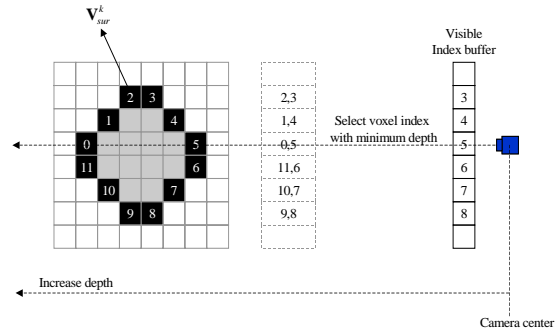 V^k_sur
Visible
Index buffer
2 3
2,3
3
1 4
1,4
Select voxel index
4
0 5
0,5
with minimum depth
5
11 6
11,6
6
10 7
10,7
7
9 8
9,8
8
Increase depth
Camera center